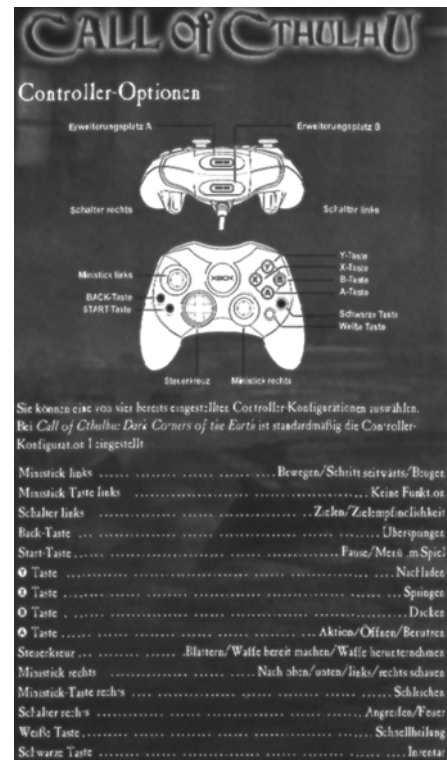 CALL OF CTHULHU
Controller-Optionen
Erweiterungsplatz A
Erweiterungsplatz B
Schalter rechts
Schalter links
Y-Taste
X-Taste
B-Taste
A-Taste
Ministick links
XBOX
Y
X
B
A
BACK-Taste
START-Taste
Schwarze Taste
Weiße Taste
Steuerkreuz
Ministick rechts
Sie können eine von vier bereits eingestellten Controller-Konfigurationen auswählen.
Bei Call of Cthulhu: Dark Corners of the Earth ist standardmäßig die Controller-
Konfiguration 1 eingestellt
Ministick links ... Bewegen/Schritt seitwärts/Beugen
Ministick Taste links ... Keine Funktion
Schalter links ... Zielen/Zielempfindlichkeit
Back-Taste ... Überspringen
Start-Taste ... Pause/Menü im Spiel
Y Taste ... Nachladen
X Taste ... Springen
B Taste ... Ducken
A Taste ... Aktion/Öffnen/Benutzen
Steuerkreuz ... Blättern/Waffe bereit machen/Waffe herunternehmen
Ministick rechts ... Nach oben/unten/links/rechts schauen
Ministick-Taste rechts ... Schleichen
Schalter rechts ... Angreifen/Feuer
Weiße Taste ... Schnellheilung
Schwarze Taste ... Inventar